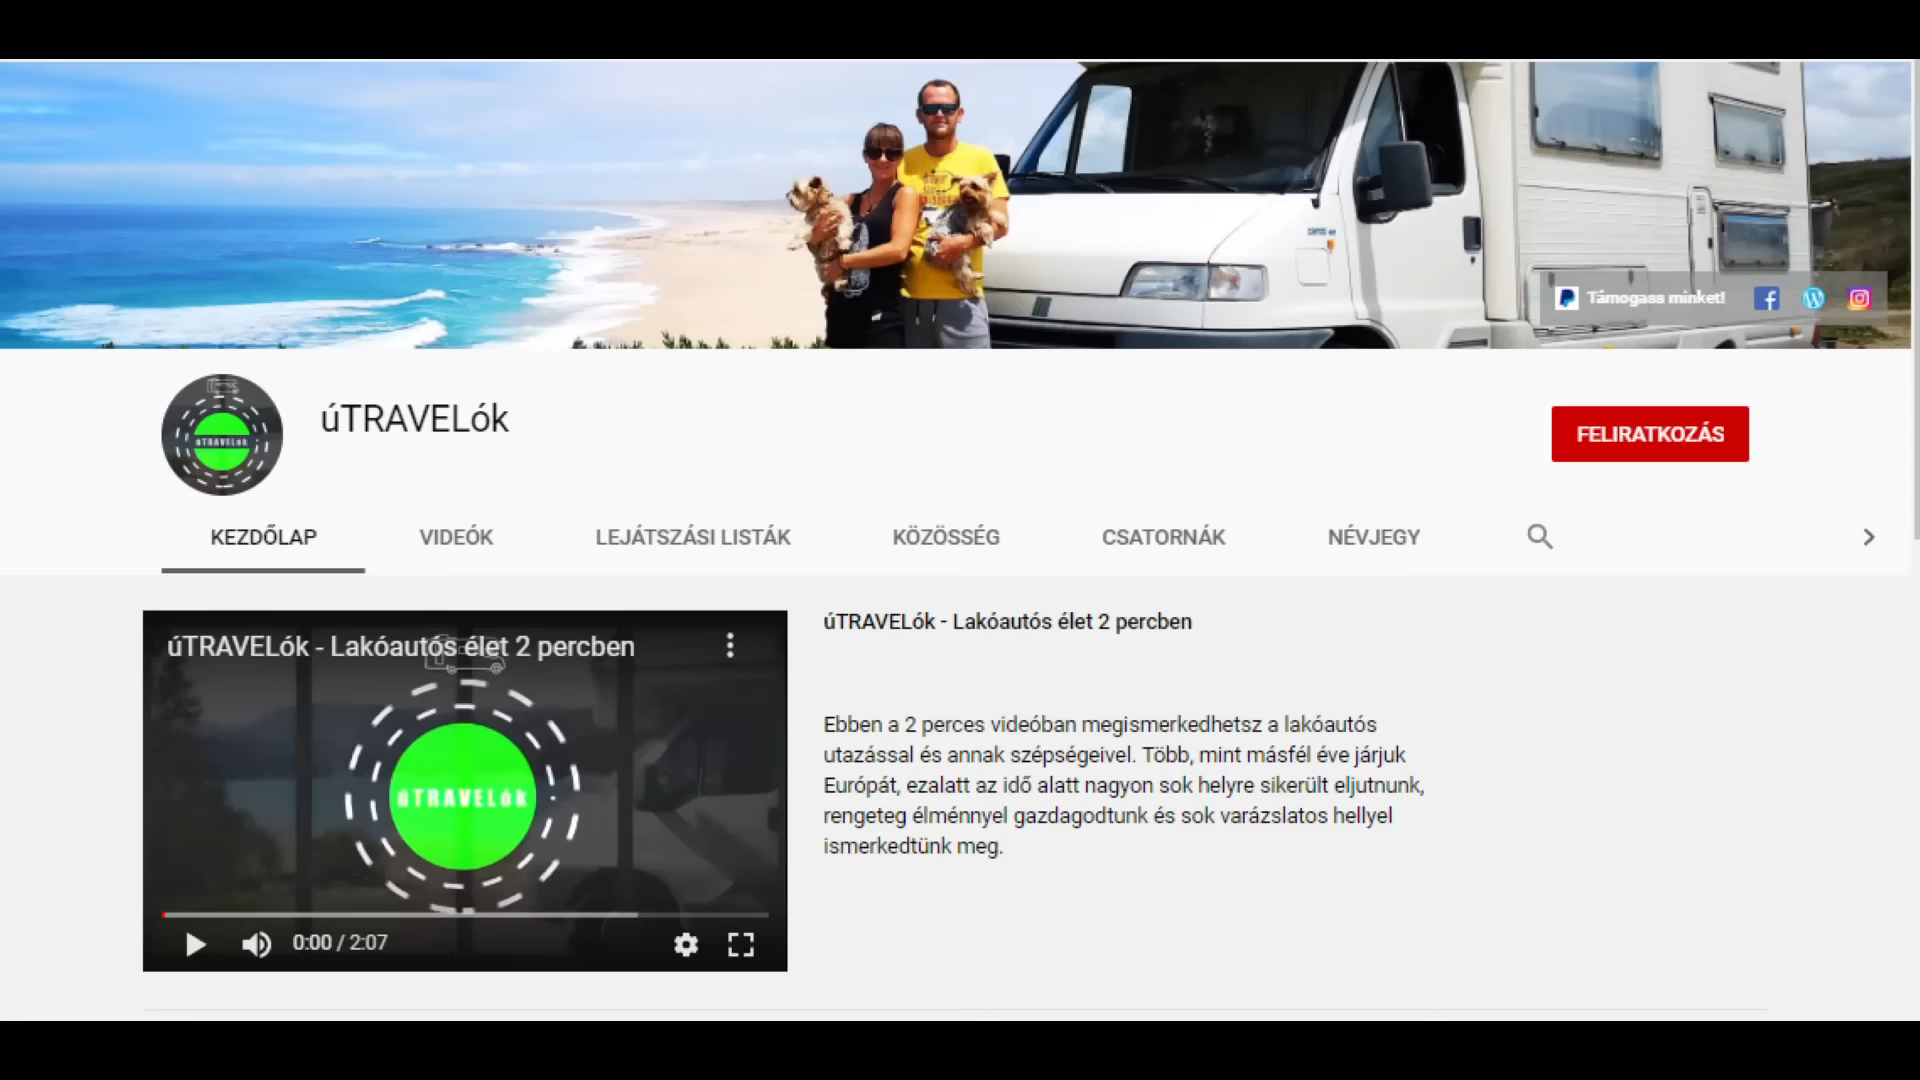 Támogass minket!
úTRAVELók
úTRAVELók
FELIRATKOZÁS
KEZDŐLAP
VIDEÓK
LEJÁTSZÁSI LISTÁK
KÖZÖSSÉG
CSATORNÁK
NÉVJEGY
úTRAVELók - Lakóautós élet 2 percben
úTRAVELók
0:00 / 2:07
úTRAVELók - Lakóautós élet 2 percben
Ebben a 2 perces videóban megismerkedhetsz a lakóautós
utazással és annak szépségeivel. Több, mint másfél éve járjuk
Európát, ezalatt az idő alatt nagyon sok helyre sikerült eljutnunk,
rengeteg élménnyel gazdagodtunk és sok varázslatos hellyel
ismerkedtünk meg.